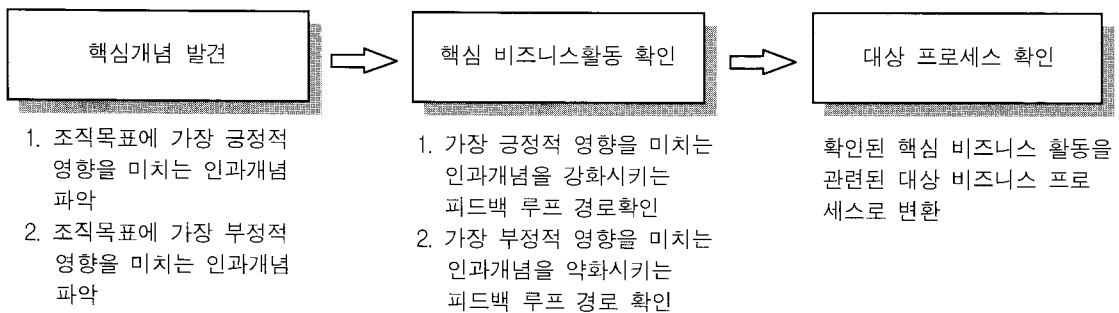 핵심개념 발견
핵심 비즈니스활동 확인
대상 프로세스 확인
1. 조직목표에 가장 긍정적
영향을 미치는 인과개념
파악
2. 조직목표에 가장 부정적
영향을 미치는 인과개념
파악
1. 가장 긍정적 영향을 미치는
인과개념을 강화시키는
피드백 루프 경로확인
2. 가장 부정적 영향을 미치는
인과개념을 약화시키는
피드백 루프 경로 확인
확인된 핵심 비즈니스 활동을
관련된 대상 비즈니스 프로
세스로 변환